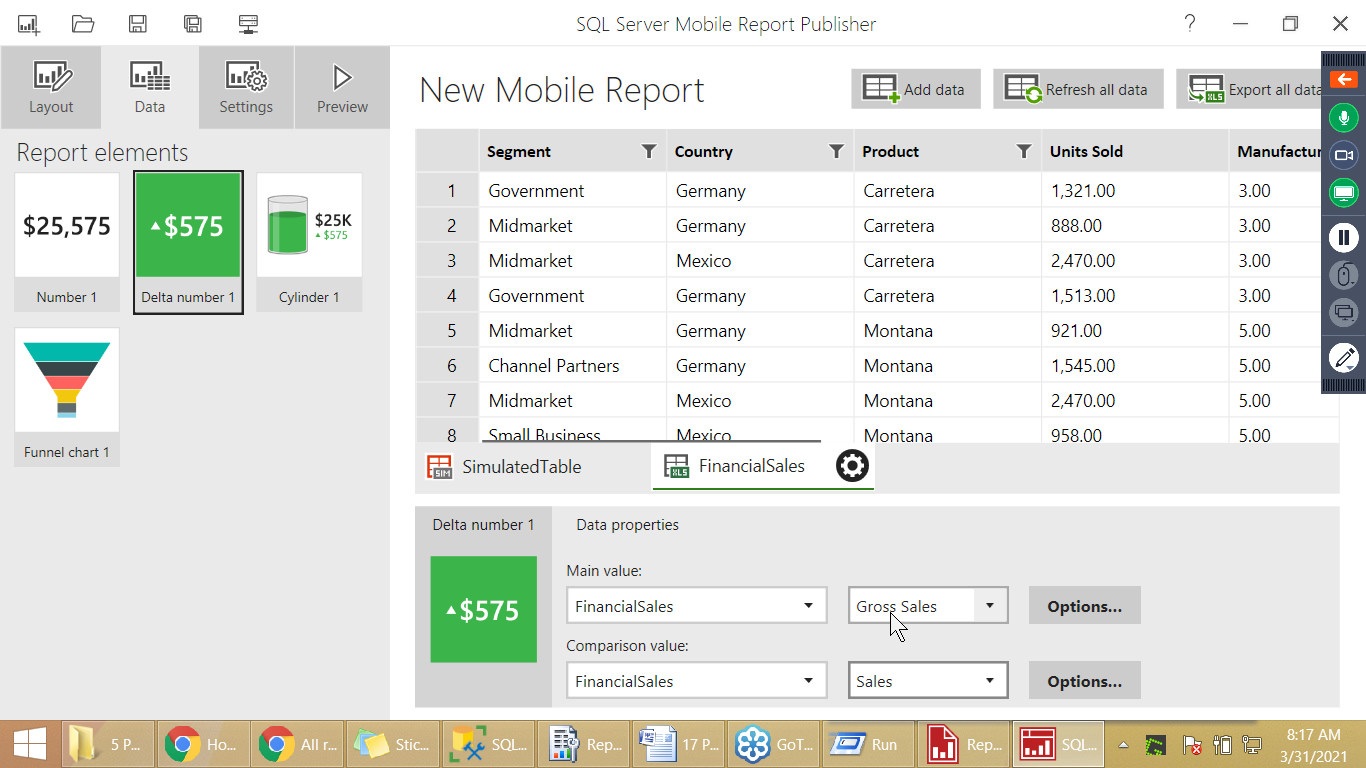 SQL Server Mobile Report Publisher
?
Layout
Data
Settings
Preview
New Mobile Report
Add data
Refresh all data
XLS
Export all data
Report elements
$25,575
Number 1
$575
Delta number 1
$25K
$575
Cylinder 1
Funnel chart 1
Segment Country Product Units Sold Manufactur
1 Government Germany Carretera 1,321.00 3.00
2 Midmarket Germany Carretera 888.00 3.00
3 Midmarket Mexico Carretera 2,470.00 3.00
4 Government Germany Carretera 1,513.00 3.00
5 Midmarket Germany Montana 921.00 5.00
6 Channel Partners Germany Montana 1,545.00 5.00
7 Midmarket Mexico Montana 2,470.00 5.00
8 Small Business Mexico Montana 958.00 5.00
SIM SimulatedTable
XLS FinancialSales
Delta number 1
$575
Data properties
Main value:
FinancialSales Gross Sales Options...
Comparison value:
FinancialSales Sales Options...
5 P... Ho... All r... Stic... SQL... Rep... 17 P... GoT... Run Rep... SQL...
8:17 AM
3/31/2021